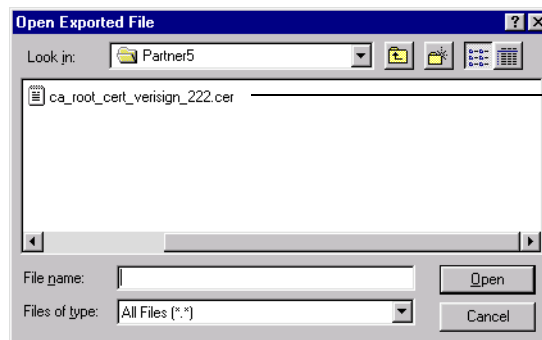 Open Exported File
Look in: Partner5
ca_root_cert_verisign_222.cer
File name:
Open
Files of type: All Files (*.*)
Cancel